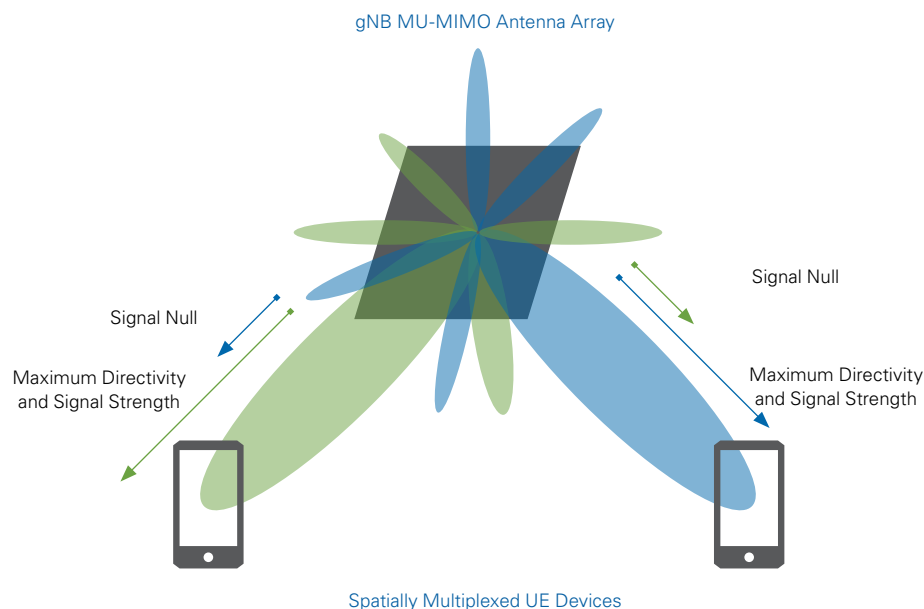 gNB MU-MIMO Antenna Array
Signal Null
Signal Null
Maximum Directivity
and Signal Strength
Maximum Directivity
and Signal Strength
Spatially Multiplexed UE Devices